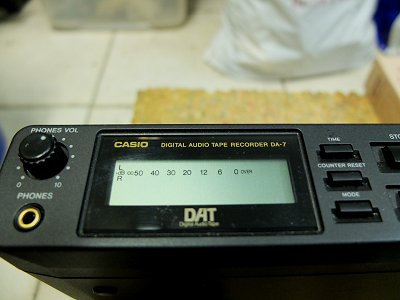 PHONES VOL
0 10
PHONES
CASIO DIGITAL AUDIO TAPE RECORDER DA-7
L
-dB ∞ 50 40 30 20 12 6 0 OVER
R
DAT
Digital Audio Tape
TIME
COUNTER RESET
MODE